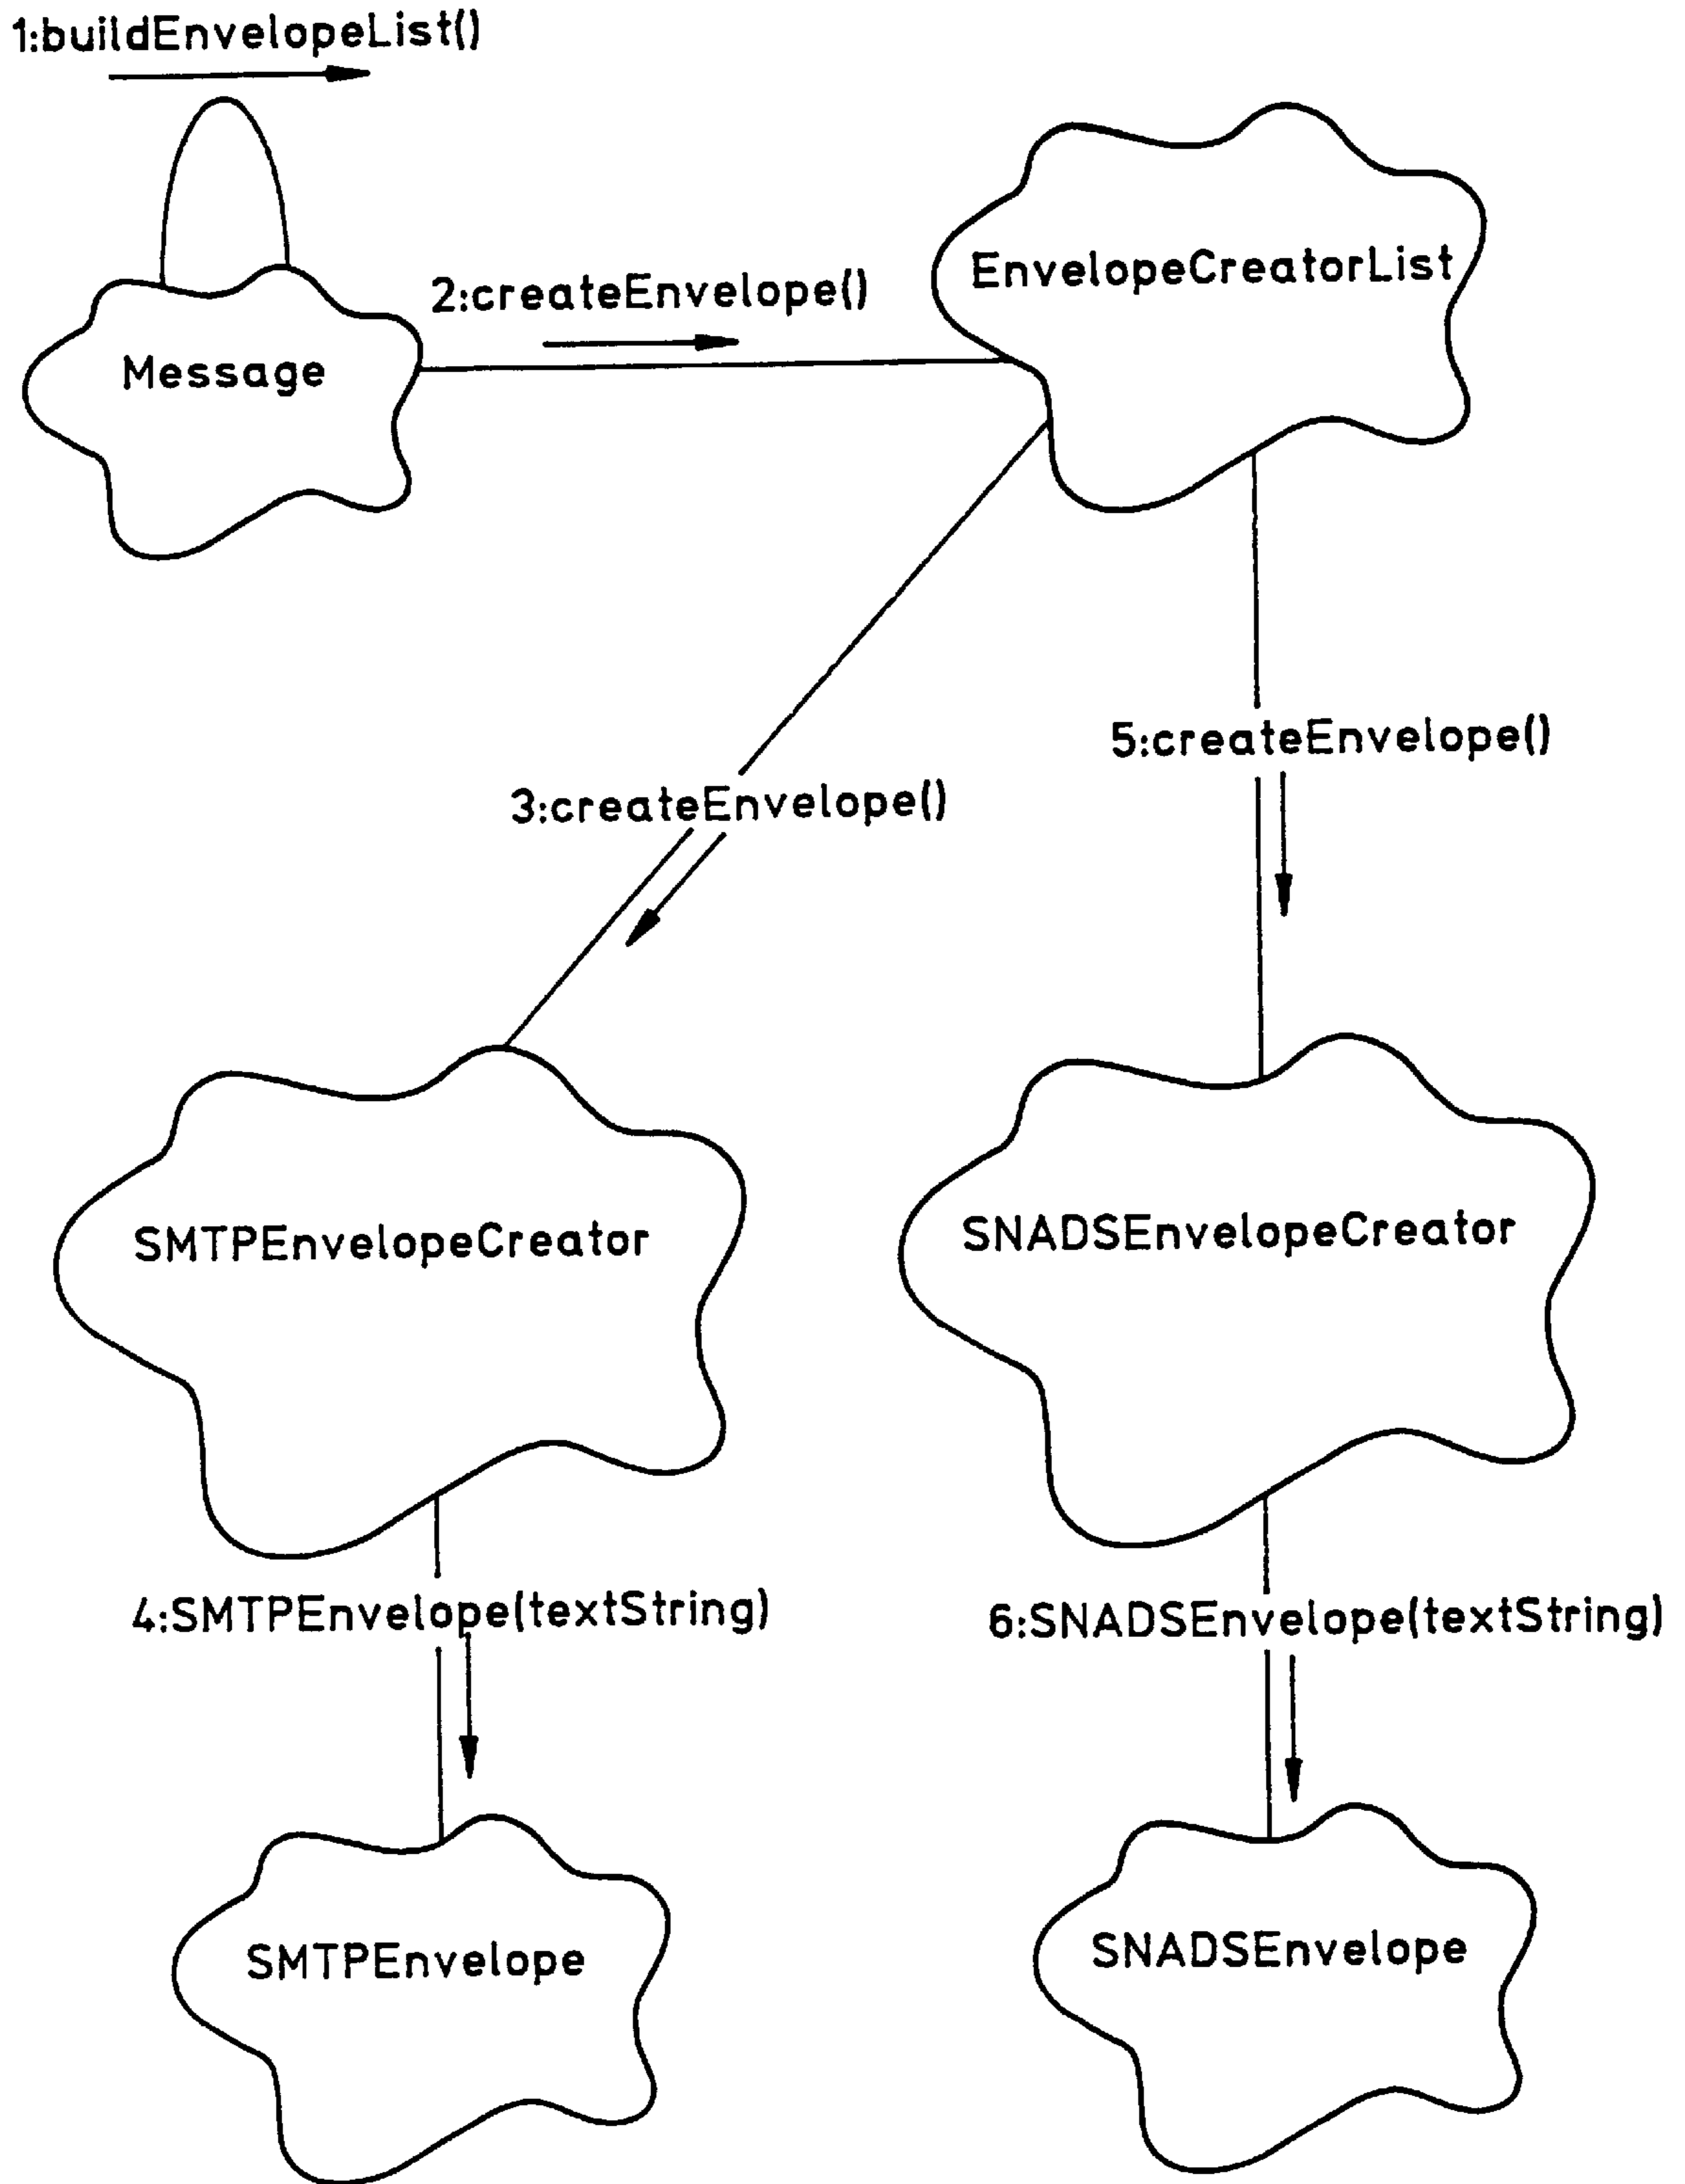 1:buildEnvelopeList()
EnvelopeCreatorList
2:createEnvelope()
Message
5:createEnvelope()
3:createEnvelope()
SMTPEnvelopeCreator
SNADSEnvelopeCreator
4:SMTPEnvelope(textString)
6:SNADSEnvelope(textString)
SMTPEnvelope
SNADSEnvelope